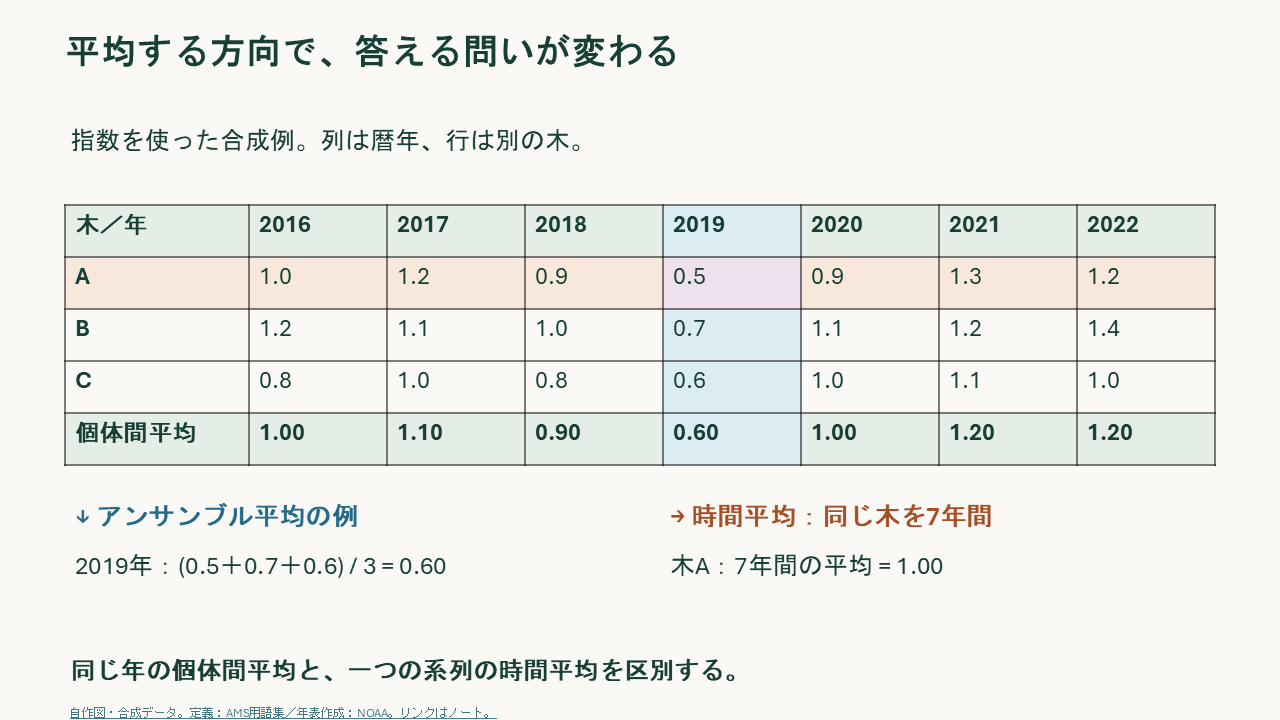 平均する方向で、答える問いが変わる
指数を使った合成例。列は暦年、行は別の木。
木／年 2016 2017 2018 2019 2020 2021 2022
A 1.0 1.2 0.9 0.5 0.9 1.3 1.2
B 1.2 1.1 1.0 0.7 1.1 1.2 1.4
C 0.8 1.0 0.8 0.6 1.0 1.1 1.0
個体間平均 1.00 1.10 0.90 0.60 1.00 1.20 1.20
↓ アンサンブル平均の例
2019年：(0.5＋0.7＋0.6) / 3 = 0.60
→ 時間平均：同じ木を7年間
木A：7年間の平均 = 1.00
同じ年の個体間平均と、一つの系列の時間平均を区別する。
自作図・合成データ。定義：AMS用語集／年表作成：NOAA。リンクはノート。